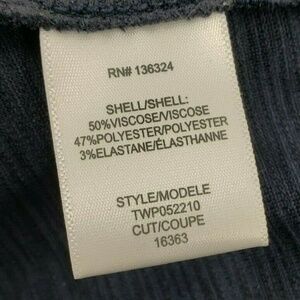 RN# 136324
SHELL/SHELL:
50%VISCOSE/VISCOSE
47%POLYESTER/POLYESTER
3%ELASTANE/ÉLASTHANNE
STYLE/MODELE
TWP052210
CUT/COUPE
16363